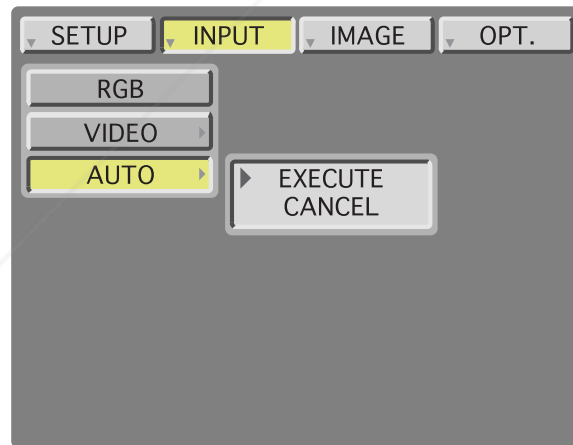 SETUP INPUT IMAGE OPT.
RGB
VIDEO
AUTO
EXECUTE
CANCEL